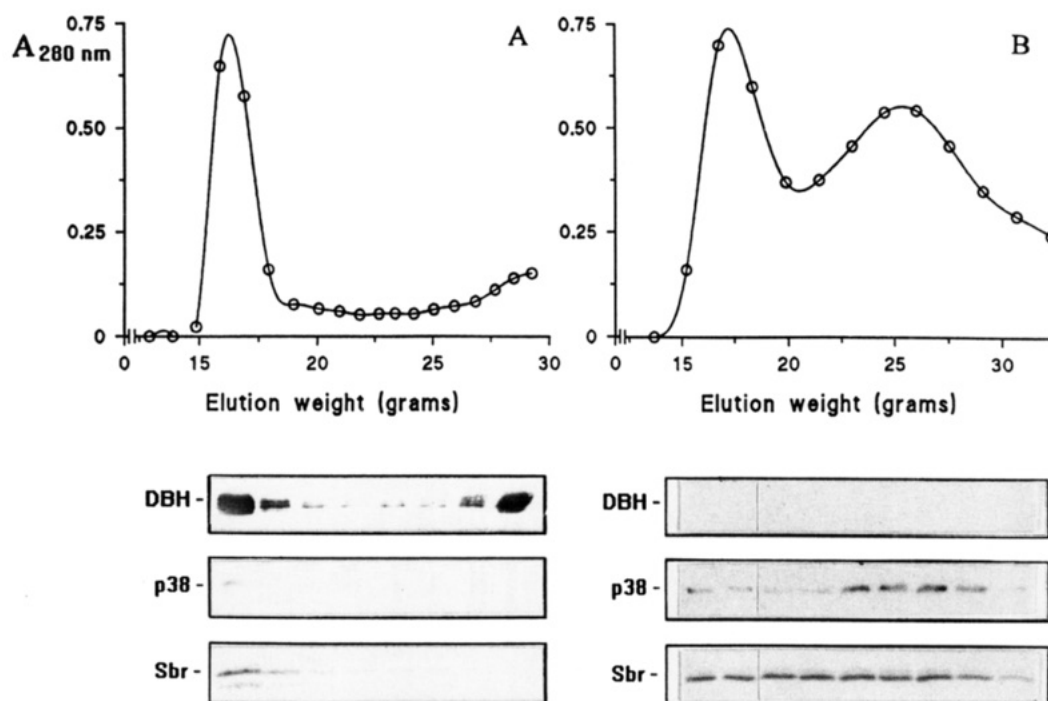 A 280 nm
0.75
0.50
0.25
0
0 15 20 25 30
Elution weight (grams)
A
0.75
0.50
0.25
0
0 15 20 25 30
Elution weight (grams)
B
DBH -
p38 -
Sbr -
DBH -
p38 -
Sbr -